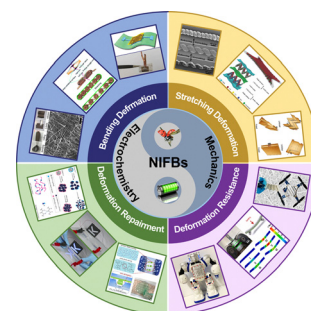 Bending Defrmation
Stretching Deformation
Electrochemistry
Mechanics
NIFBs
Deformation Repairment
Deformation Resistance